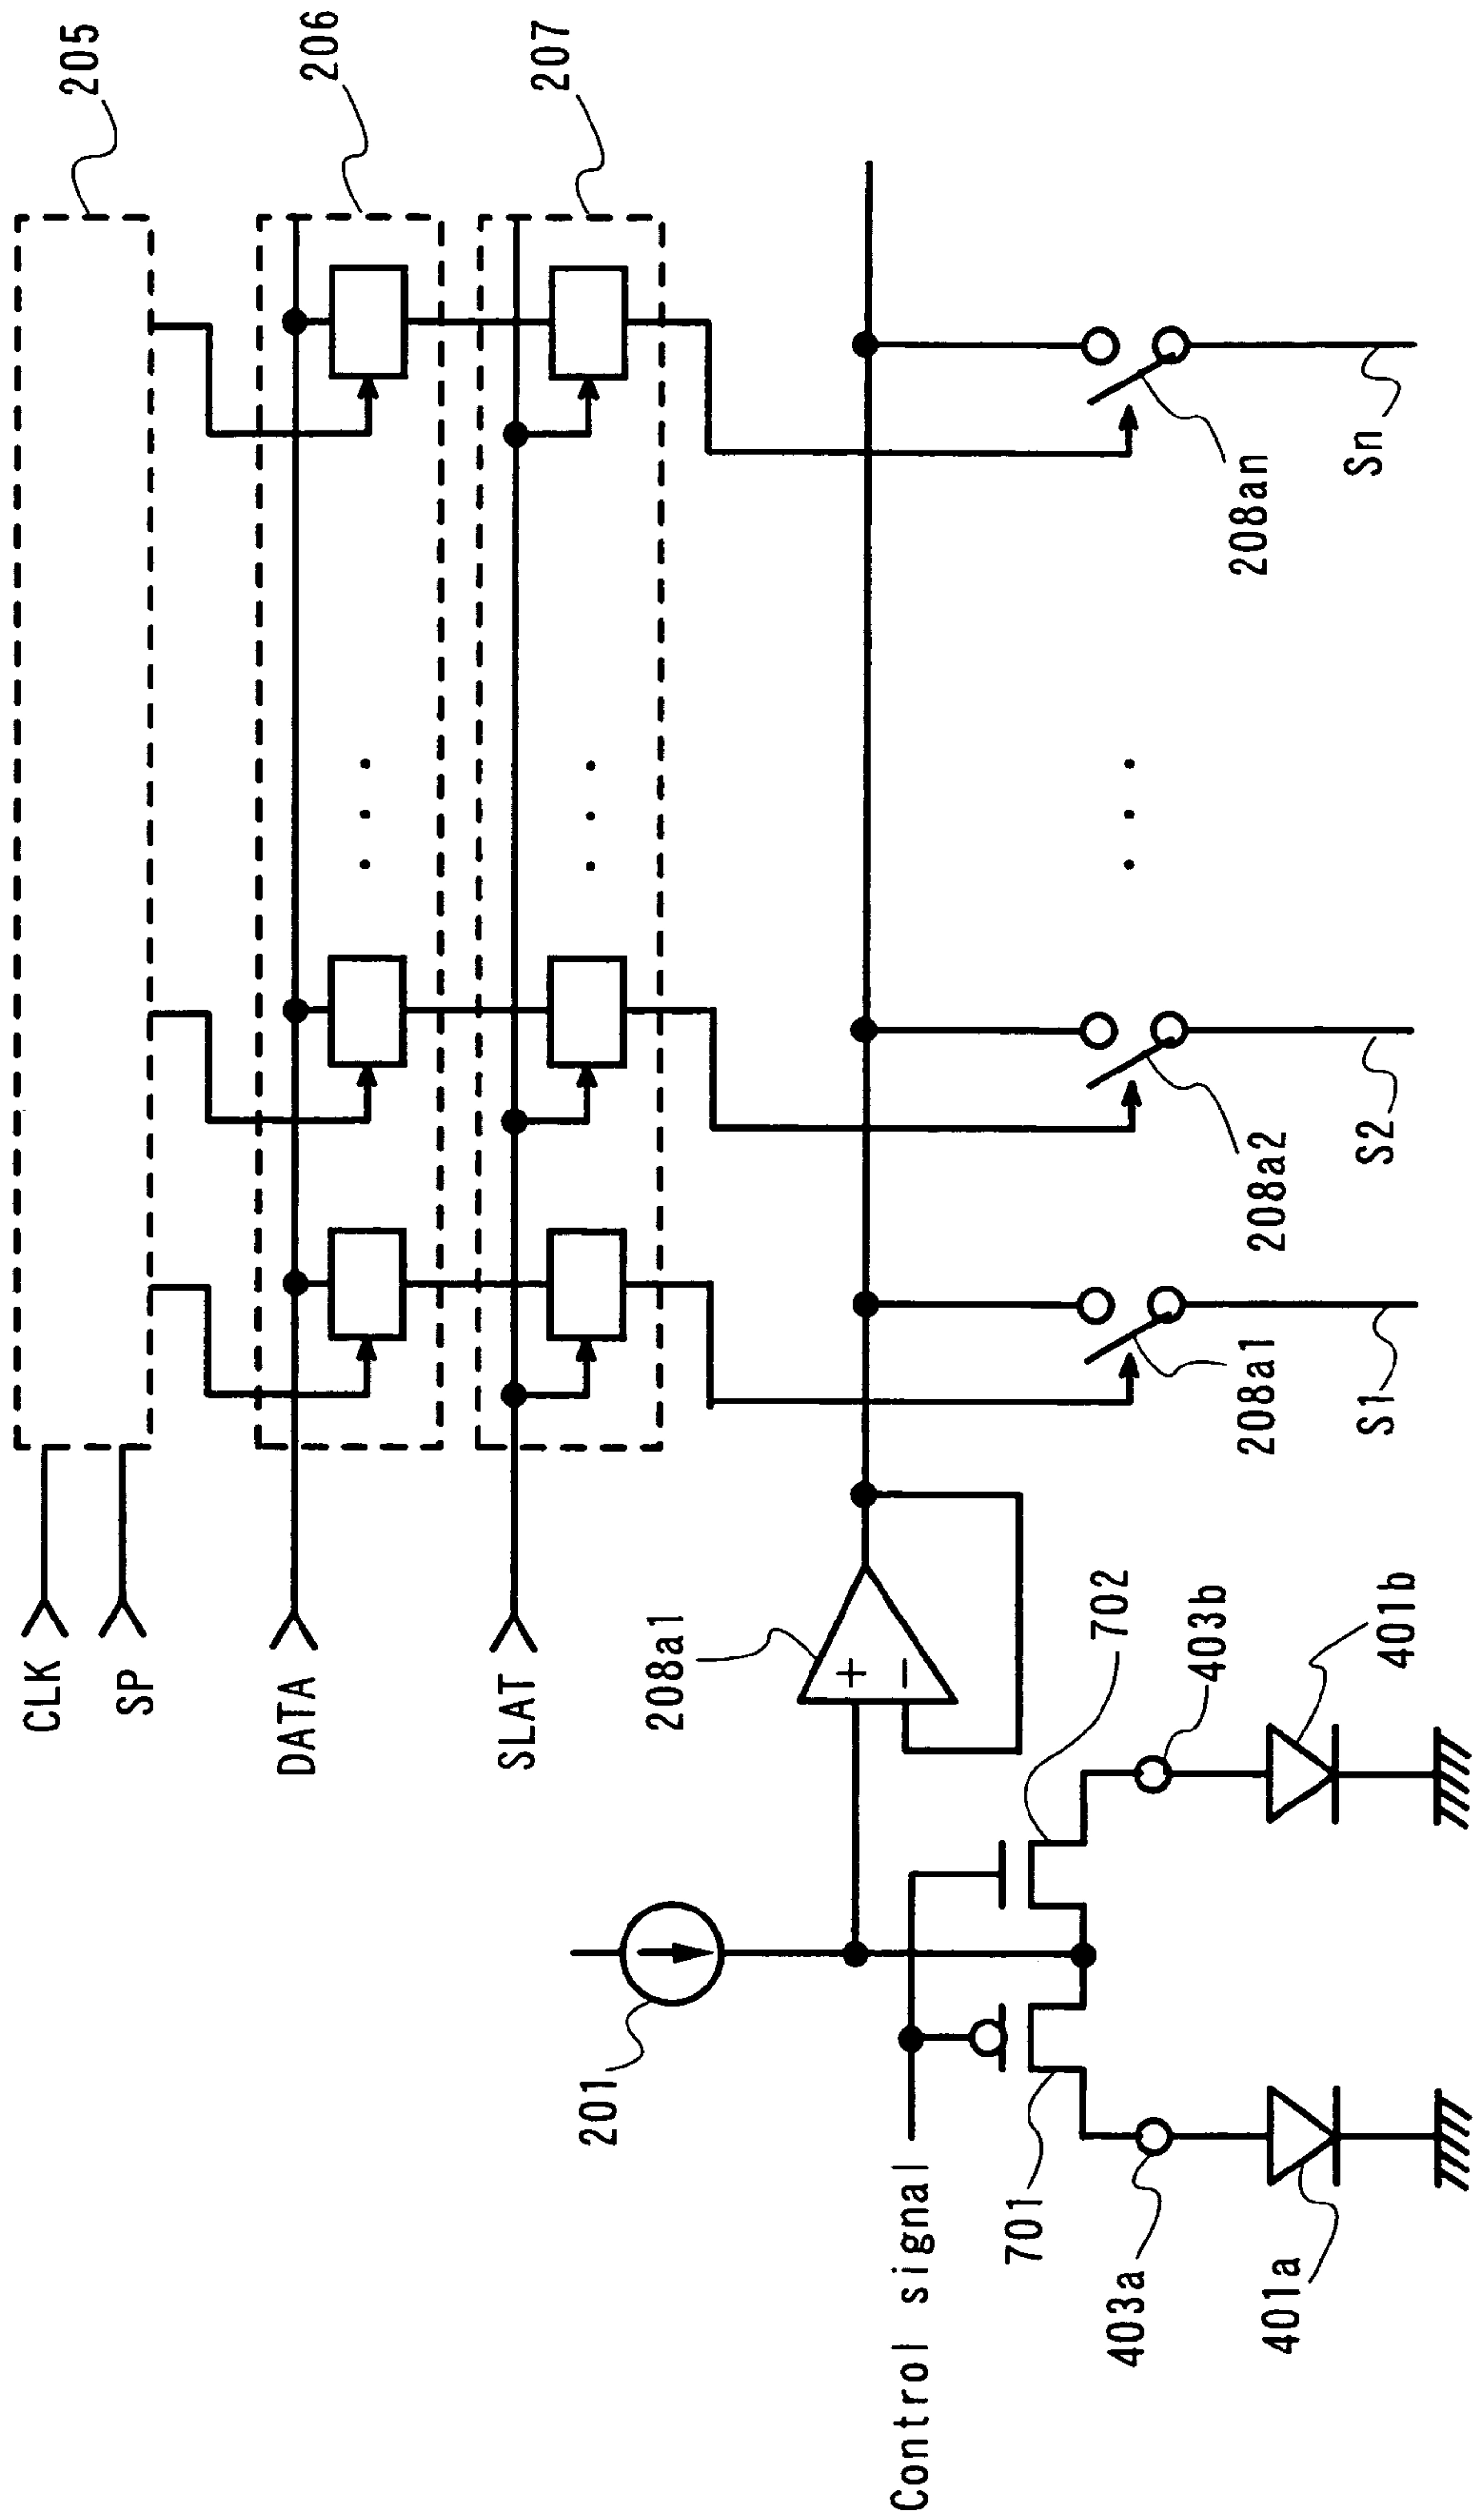 CLK
SP
DATA
SLAT
205
206
207
201
208a1
Control signal
701
702
403a
403b
401a
401b
+
−
208a1
208a2
208an
S1
S2
Sn